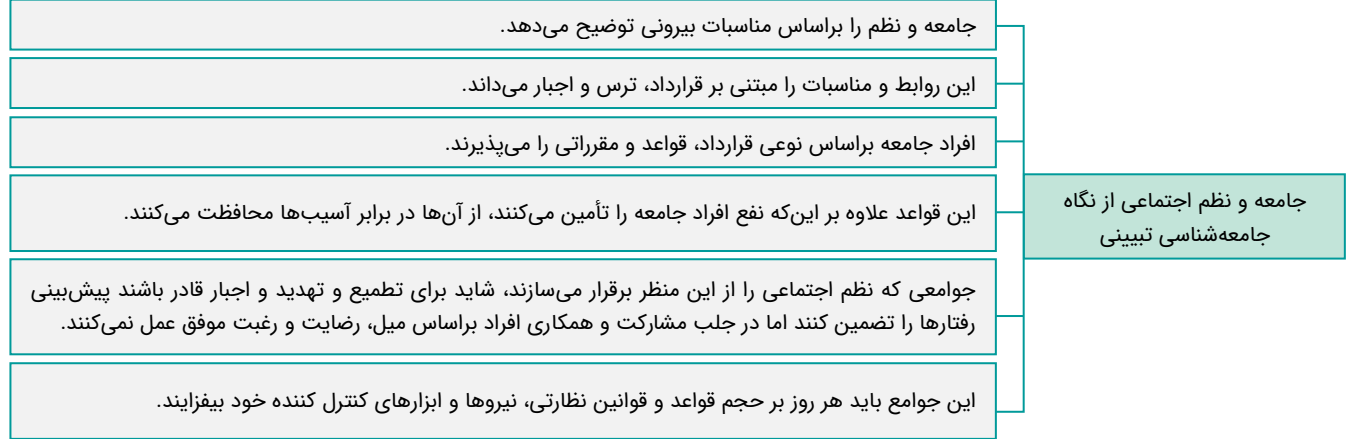 جامعه و نظم اجتماعی از نگاه
جامعه‌شناسی تبیینی
جامعه و نظم را براساس مناسبات بیرونی توضیح می‌دهد.
این روابط و مناسبات را مبتنی بر قرارداد، ترس و اجبار می‌داند.
افراد جامعه براساس نوعی قرارداد، قواعد و مقرراتی را می‌پذیرند.
این قواعد علاوه بر این‌که نفع افراد جامعه را تأمین می‌کنند، از آن‌ها در برابر آسیب‌ها محافظت می‌کنند.
جوامعی که نظم اجتماعی را از این منظر برقرار می‌سازند، شاید برای تطمیع و تهدید و اجبار قادر باشند پیش‌بینی
رفتارها را تضمین کنند اما در جلب مشارکت و همکاری افراد براساس میل، رضایت و رغبت موفق عمل نمی‌کنند.
این جوامع باید هر روز بر حجم قواعد و قوانین نظارتی، نیروها و ابزارهای کنترل کننده خود بیفزایند.